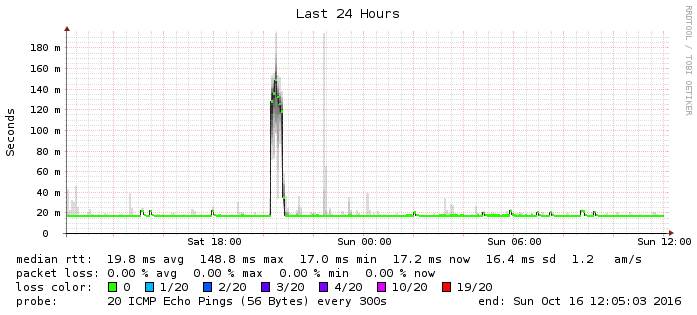 Last 24 Hours
RRDTOOL / TOBI OETIKER
Seconds
180 m
160 m
140 m
120 m
100 m
80 m
60 m
40 m
20 m
0
Sat 18:00 Sun 00:00 Sun 06:00 Sun 12:00
median rtt: 19.8 ms avg 148.8 ms max 17.0 ms min 17.2 ms now 16.4 ms sd 1.2 am/s
packet loss: 0.00 % avg 0.00 % max 0.00 % min 0.00 % now
loss color: 0 1/20 2/20 3/20 4/20 10/20 19/20
probe: 20 ICMP Echo Pings (56 Bytes) every 300s end: Sun Oct 16 12:05:03 2016